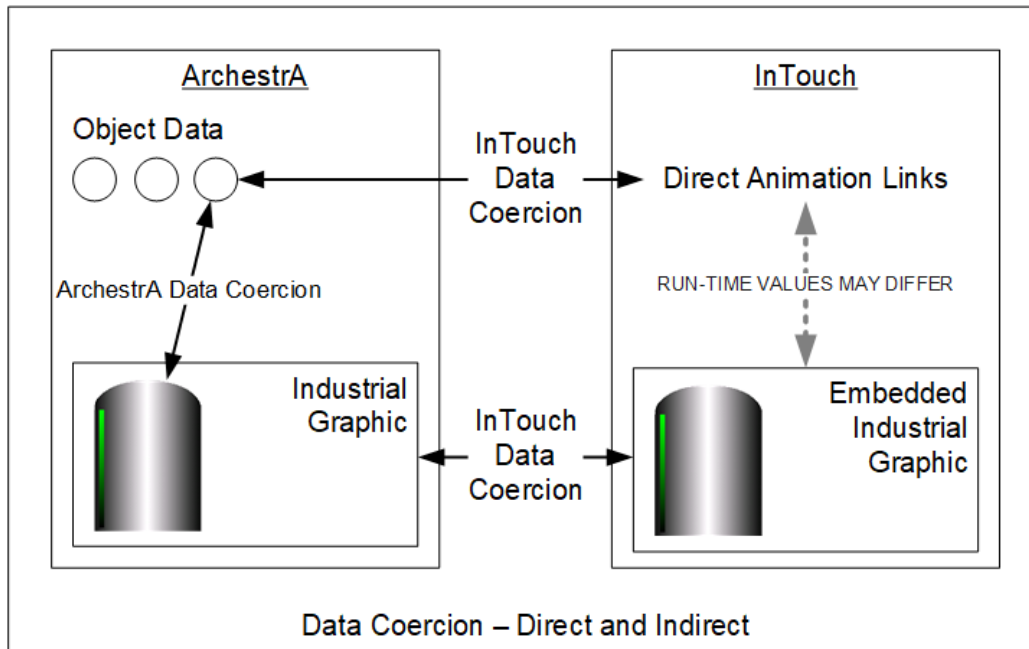 ArchestrA
InTouch
Object Data
InTouch
Data
Coercion
Direct Animation Links
ArchestrA Data Coercion
RUN-TIME VALUES MAY DIFFER
Industrial
Graphic
InTouch
Data
Coercion
Embedded
Industrial
Graphic
Data Coercion – Direct and Indirect